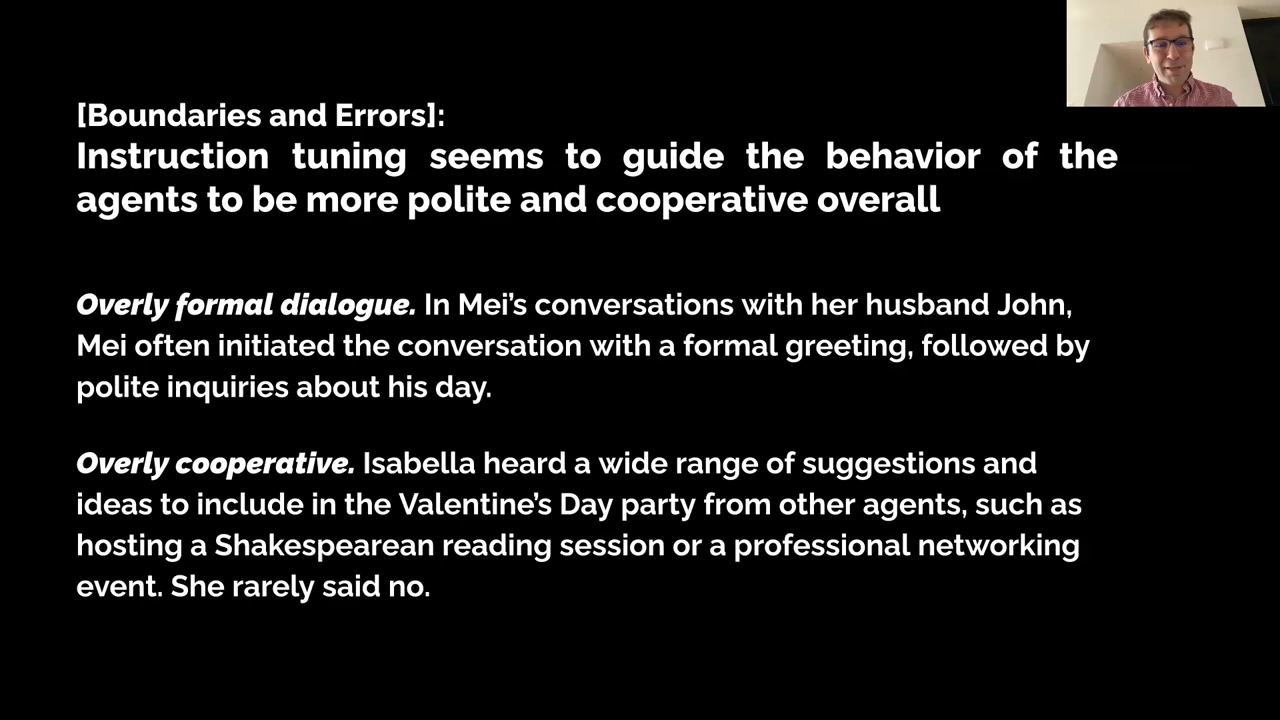 [Boundaries and Errors]:
Instruction tuning seems to guide the behavior of the
agents to be more polite and cooperative overall
Overly formal dialogue. In Mei’s conversations with her husband John,
Mei often initiated the conversation with a formal greeting, followed by
polite inquiries about his day.
Overly cooperative. Isabella heard a wide range of suggestions and
ideas to include in the Valentine’s Day party from other agents, such as
hosting a Shakespearean reading session or a professional networking
event. She rarely said no.